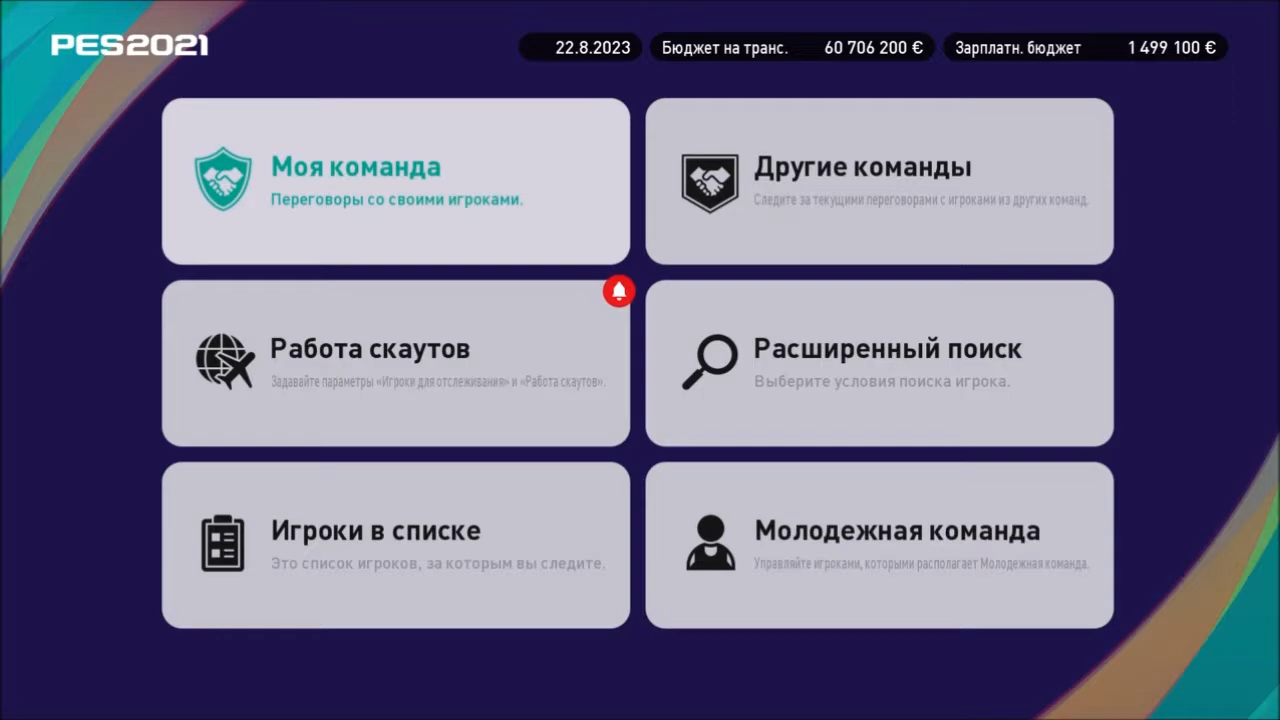 PES2021
22.8.2023
Бюджет на транс. 60 706 200 €
Зарплатн. бюджет 1 499 100 €
Моя команда
Переговоры со своими игроками.
Другие команды
Следите за текущими переговорами с игроками из других команд.
Работа скаутов
Задавайте параметры «Игроки для отслеживания» и «Работа скаутов».
Расширенный поиск
Выберите условия поиска игрока.
Игроки в списке
Это список игроков, за которым вы следите.
Молодежная команда
Управляйте игроками, которыми располагает Молодежная команда.